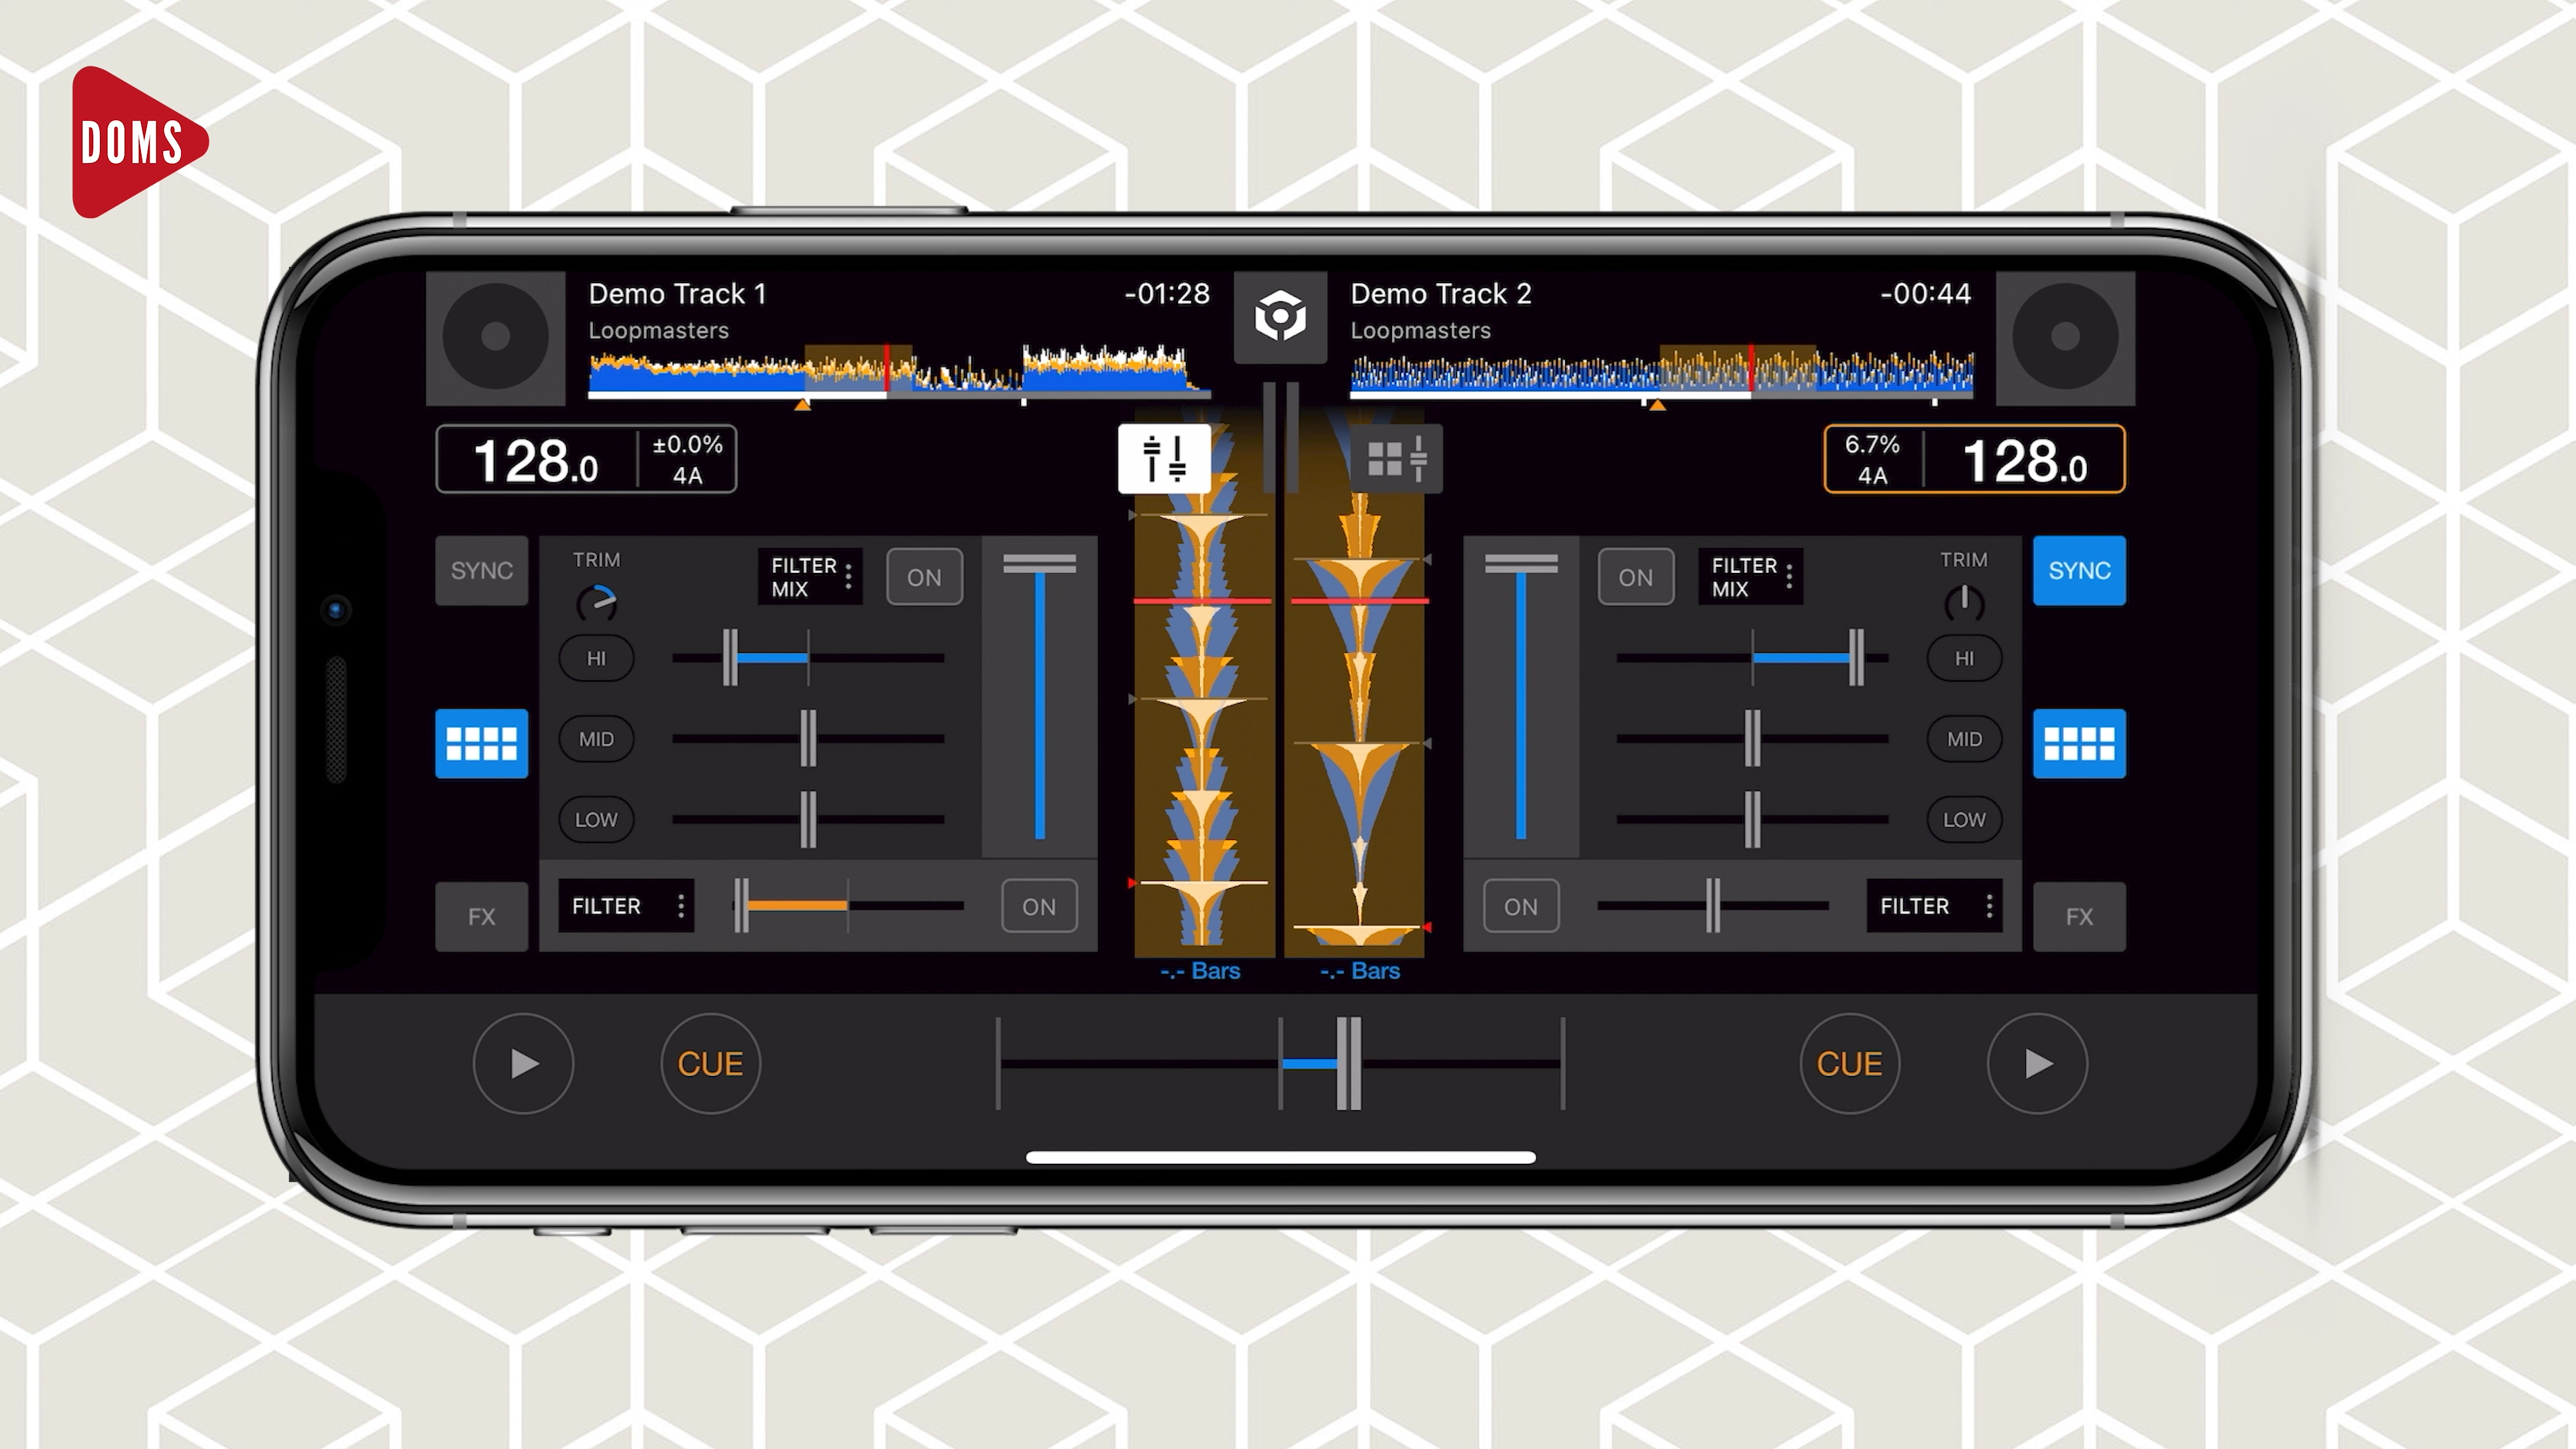 DOMS
Demo Track 1
-01:28
Loopmasters
Demo Track 2
-00:44
Loopmasters
128.0
±0.0%
4A
6.7%
4A
128.0
SYNC
TRIM
FILTER
MIX
ON
HI
MID
LOW
FX
FILTER
ON
-.- Bars
-.- Bars
ON
FILTER
MIX
TRIM
SYNC
HI
MID
LOW
ON
FILTER
FX
CUE
CUE